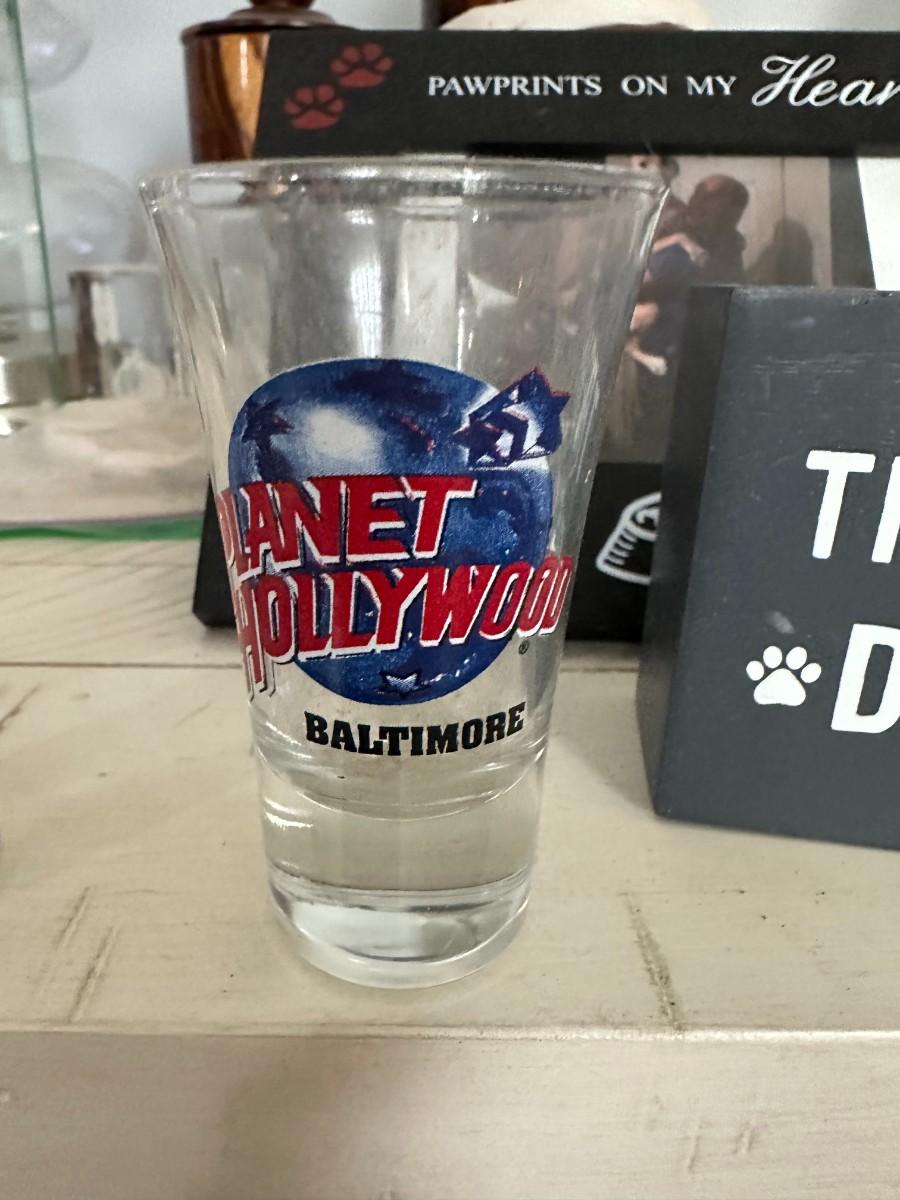 PAWPRINTS ON MY
PLANET
HOLLYWOOD
®
BALTIMORE